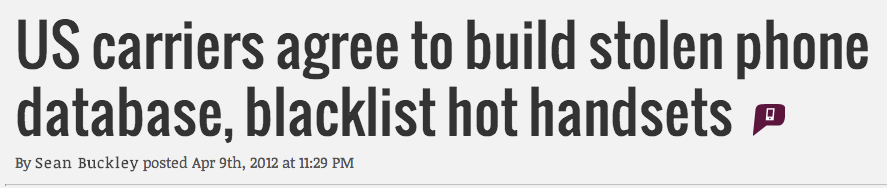 US carriers agree to build stolen phone
database, blacklist hot handsets
By Sean Buckley posted Apr 9th, 2012 at 11:29 PM